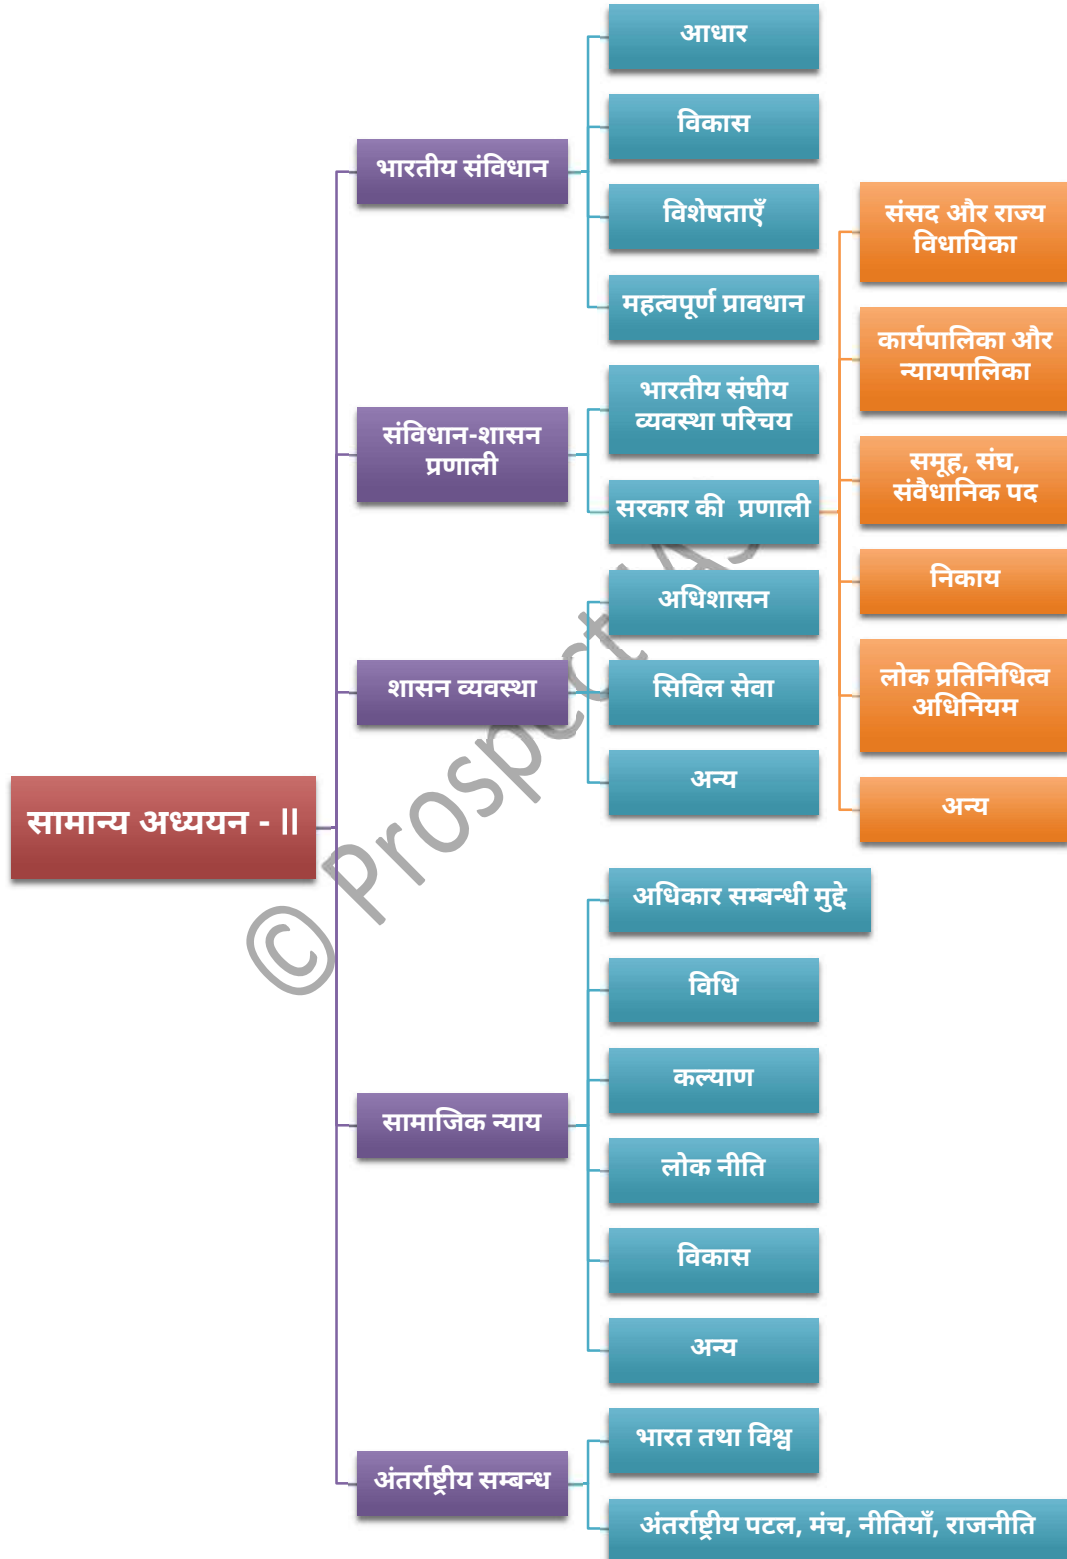 सामान्य अध्ययन - II
भारतीय संविधान
आधार
विकास
विशेषताएँ
महत्वपूर्ण प्रावधान
संविधान-शासन
प्रणाली
भारतीय संघीय
व्यवस्था परिचय
सरकार की प्रणाली
संसद और राज्य
विधायिका
कार्यपालिका और
न्यायपालिका
समूह, संघ,
संवैधानिक पद
निकाय
लोक प्रतिनिधित्व
अधिनियम
अन्य
शासन व्यवस्था
अधिशासन
सिविल सेवा
अन्य
सामाजिक न्याय
अधिकार सम्बन्धी मुद्दे
विधि
कल्याण
लोक नीति
विकास
अन्य
अंतर्राष्ट्रीय सम्बन्ध
भारत तथा विश्व
अंतर्राष्ट्रीय पटल, मंच, नीतियाँ, राजनीति
© Prospect IAS